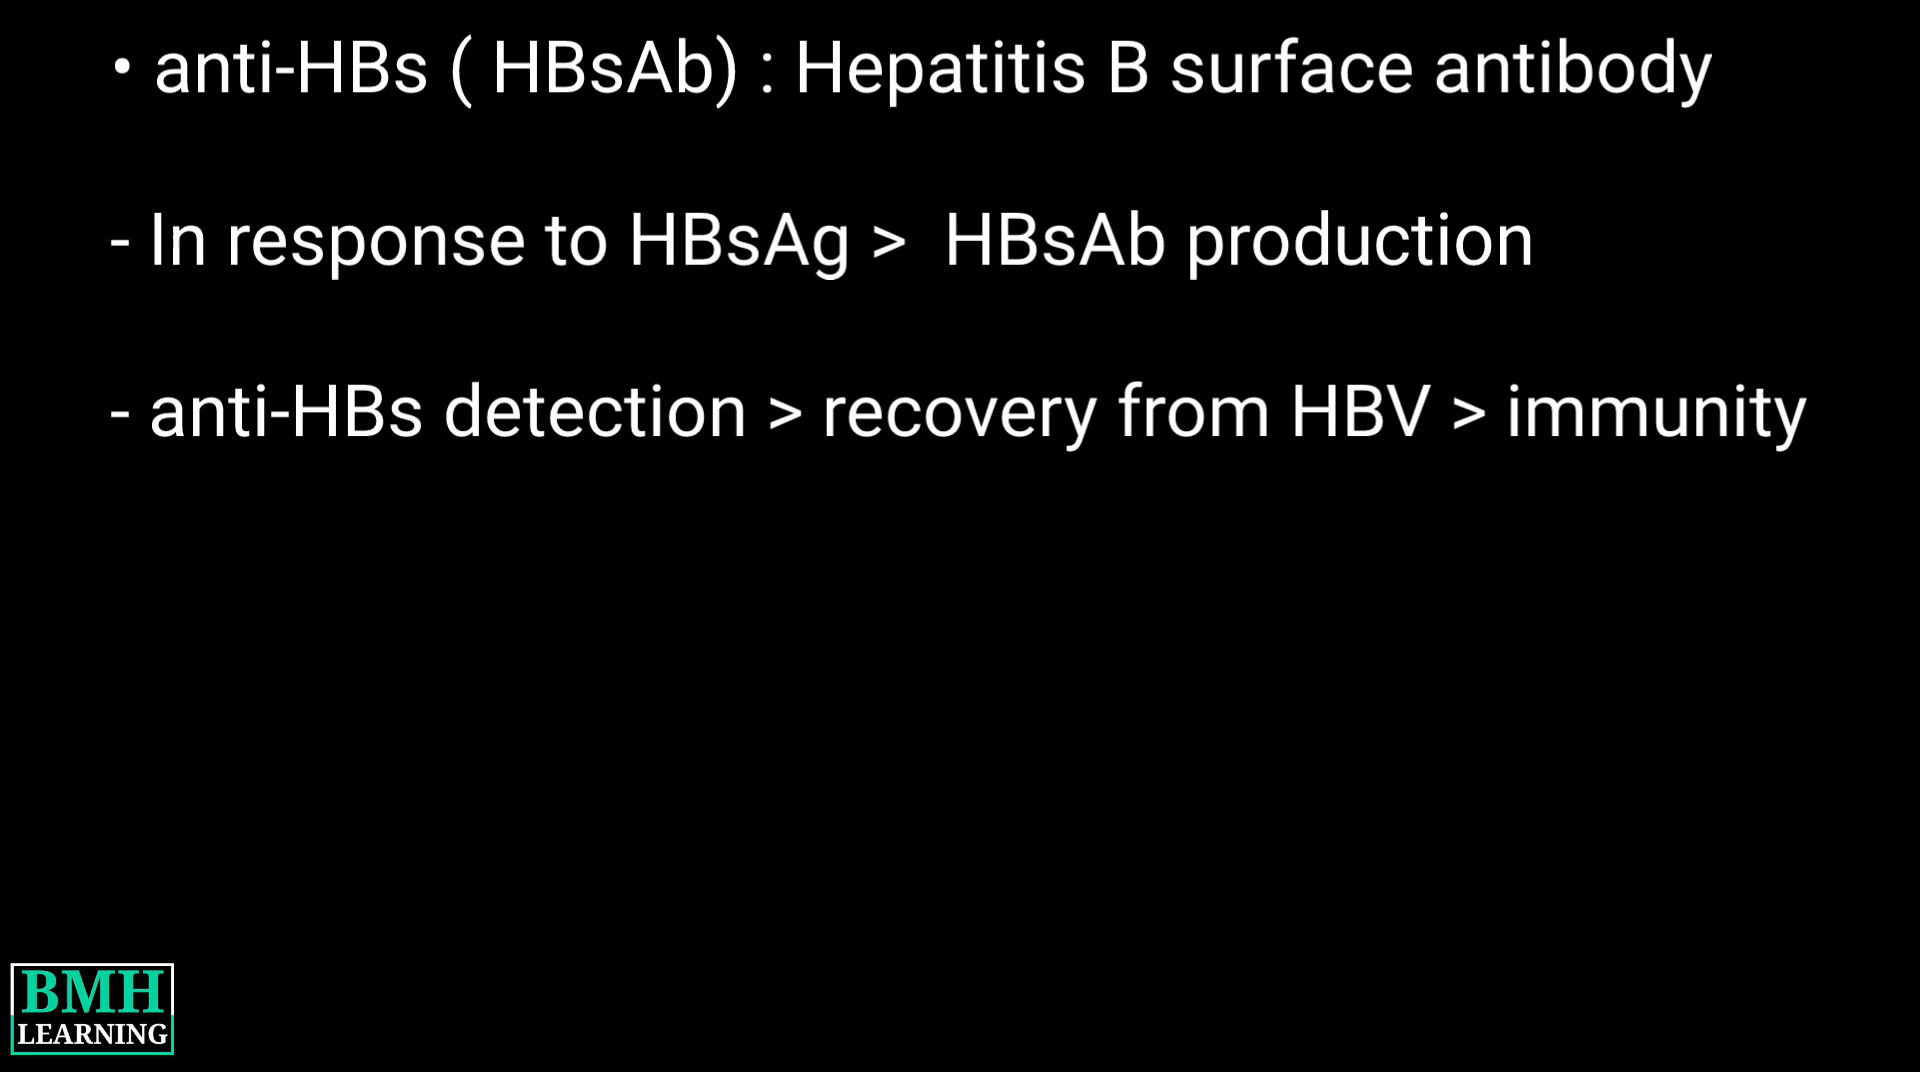 • anti-HBs ( HBsAb) : Hepatitis B surface antibody
- In response to HBsAg >  HBsAb production
- anti-HBs detection > recovery from HBV > immunity
BMH
LEARNING